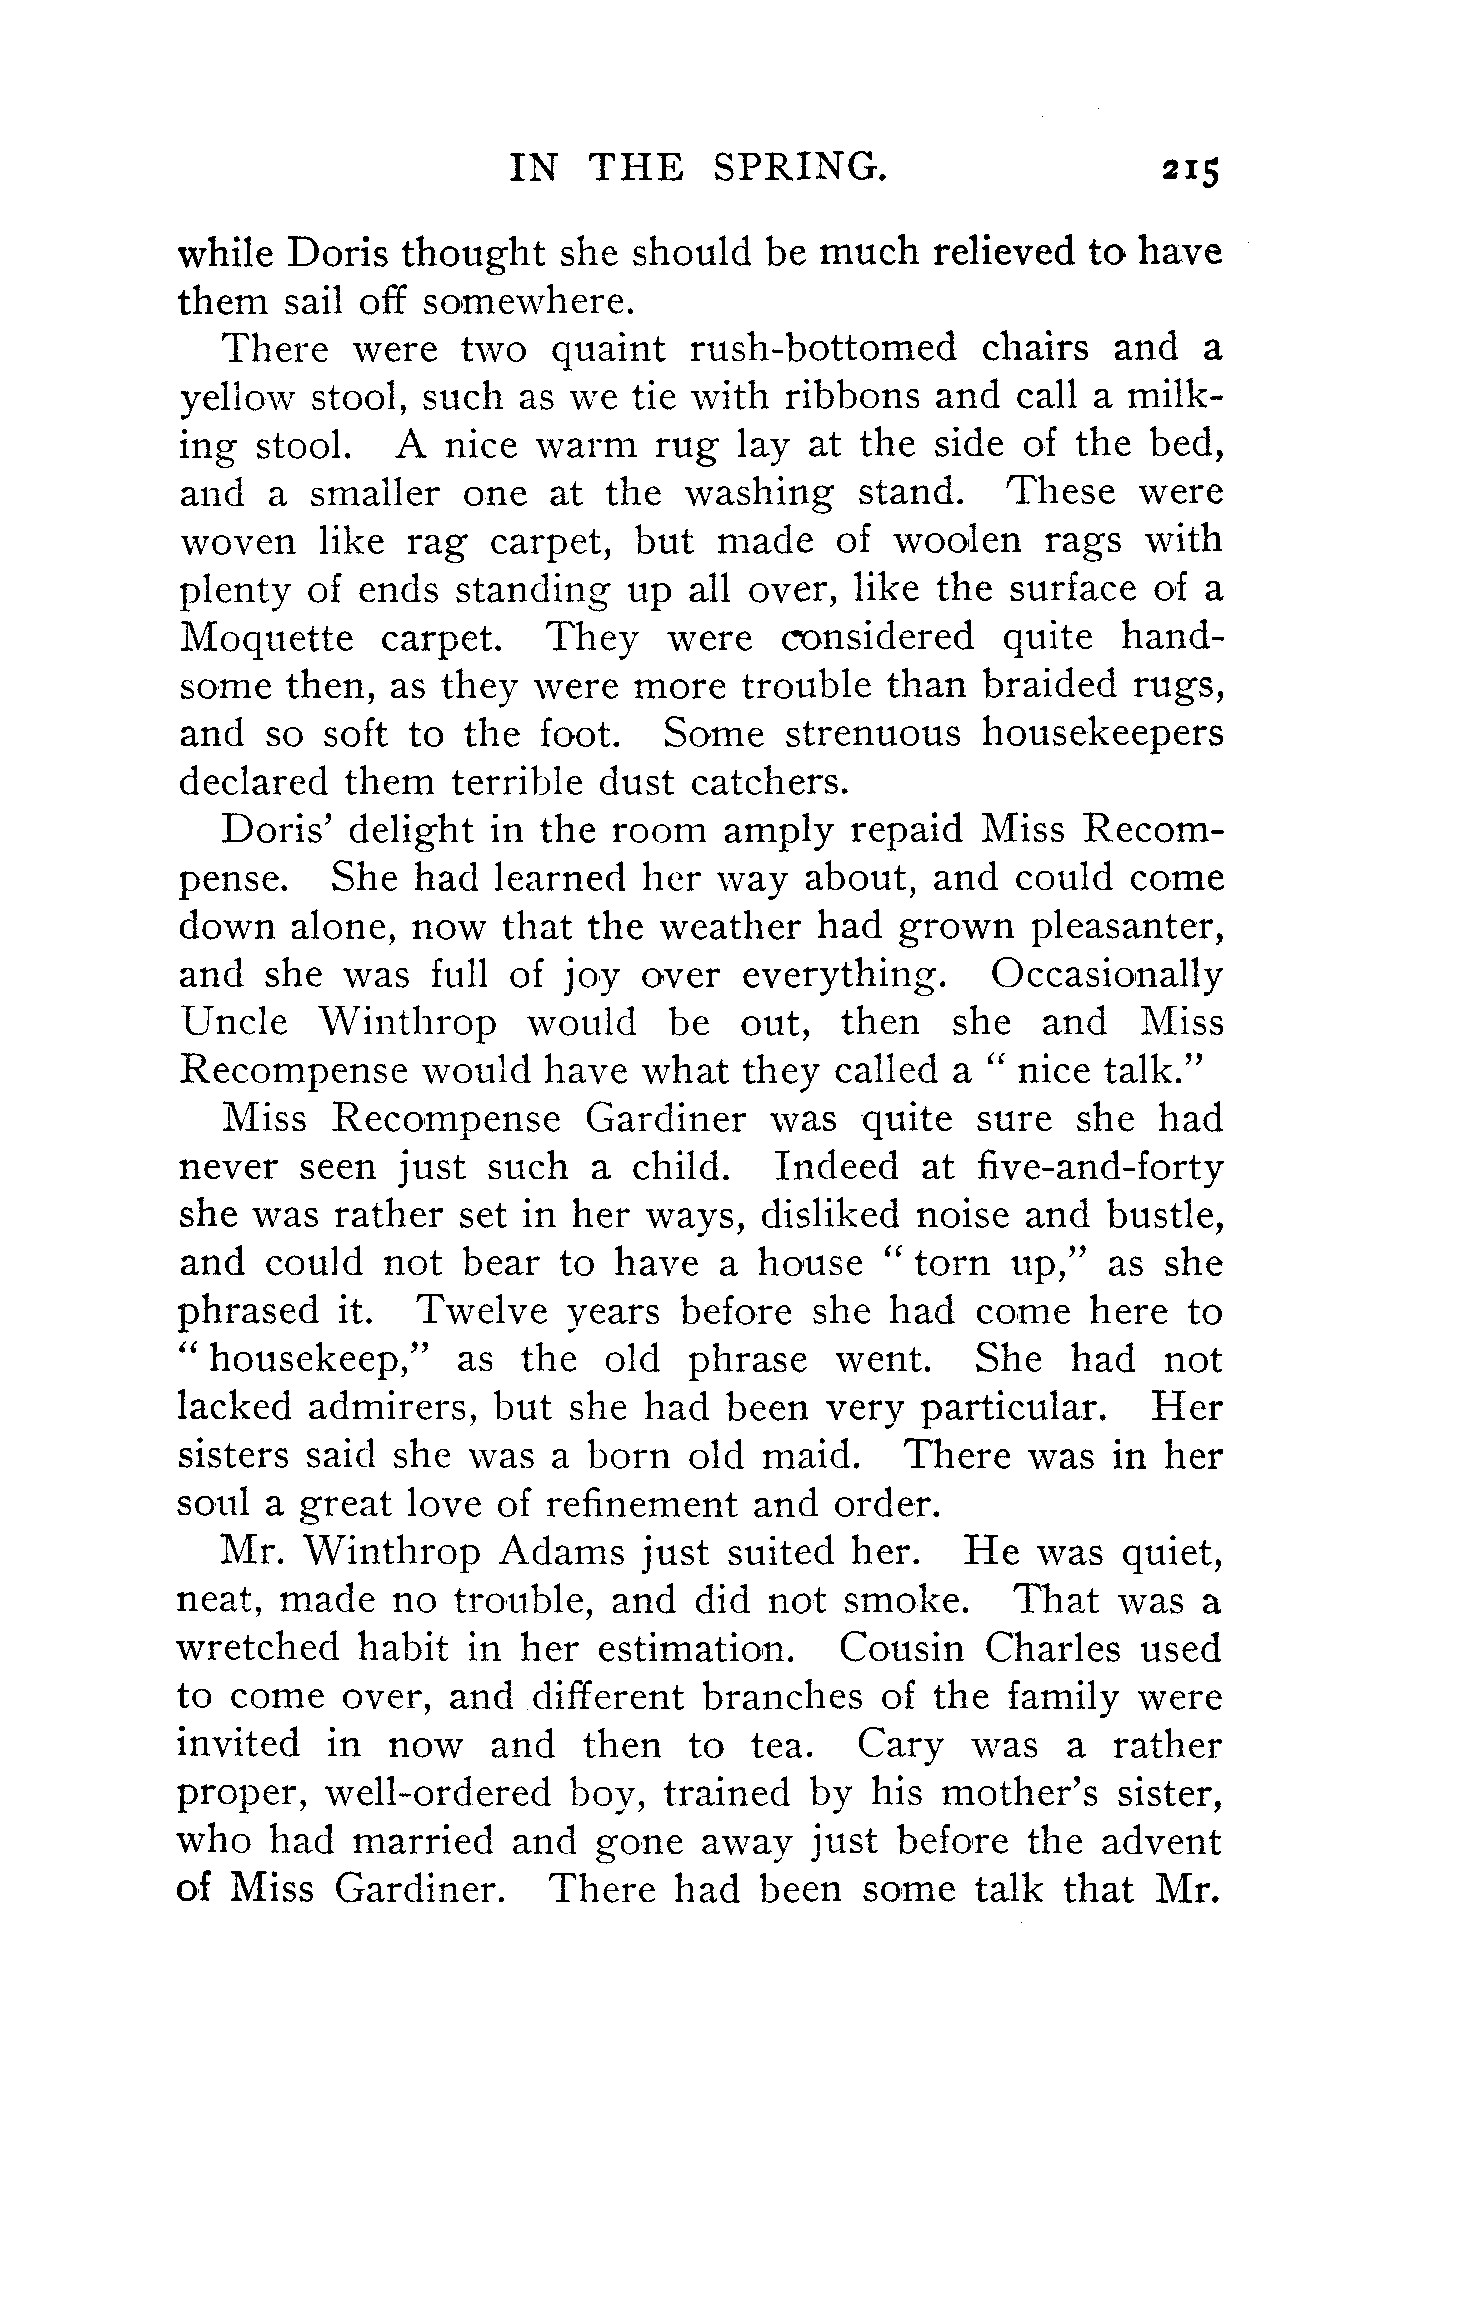 IN THE SPRING. 215
while Doris thought she should be much relieved to have
them sail off somewhere.
There were two quaint rush-bottomed chairs and a
yellow stool, such as we tie with ribbons and call a milk-
ing stool. A nice warm rug lay at the side of the bed,
and a smaller one at the washing stand. These were
woven like rag carpet, but made of woolen rags with
plenty of ends standing up all over, like the surface of a
Moquette carpet. They were considered quite hand-
some then, as they were more trouble than braided rugs,
and so soft to the foot. Some strenuous housekeepers
declared them terrible dust catchers.
Doris' delight in the room amply repaid Miss Recom-
pense. She had learned her way about, and could come
down alone, now that the weather had grown pleasanter,
and she was full of joy over everything. Occasionally
Uncle Winthrop would be out, then she and Miss
Recompense would have what they called a “ nice talk.”
Miss Recompense Gardiner was quite sure she had
never seen just such a child. Indeed at five-and-forty
she was rather set in her ways, disliked noise and bustle,
and could not bear to have a house “ torn up,” as she
phrased it. Twelve years before she had come here to
“ housekeep,” as the old phrase went. She had not
lacked admirers, but she had been very particular. Her
sisters said she was a born old maid. There was in her
soul a great love of refinement and order.
Mr. Winthrop Adams just suited her. He was quiet,
neat, made no trouble, and did not smoke. That was a
wretched habit in her estimation. Cousin Charles used
to come over, and different branches of the family were
invited in now and then to tea. Cary was a rather
proper, well-ordered boy, trained by his mother's sister,
who had married and gone away just before the advent
of Miss Gardiner. There had been some talk that Mr.